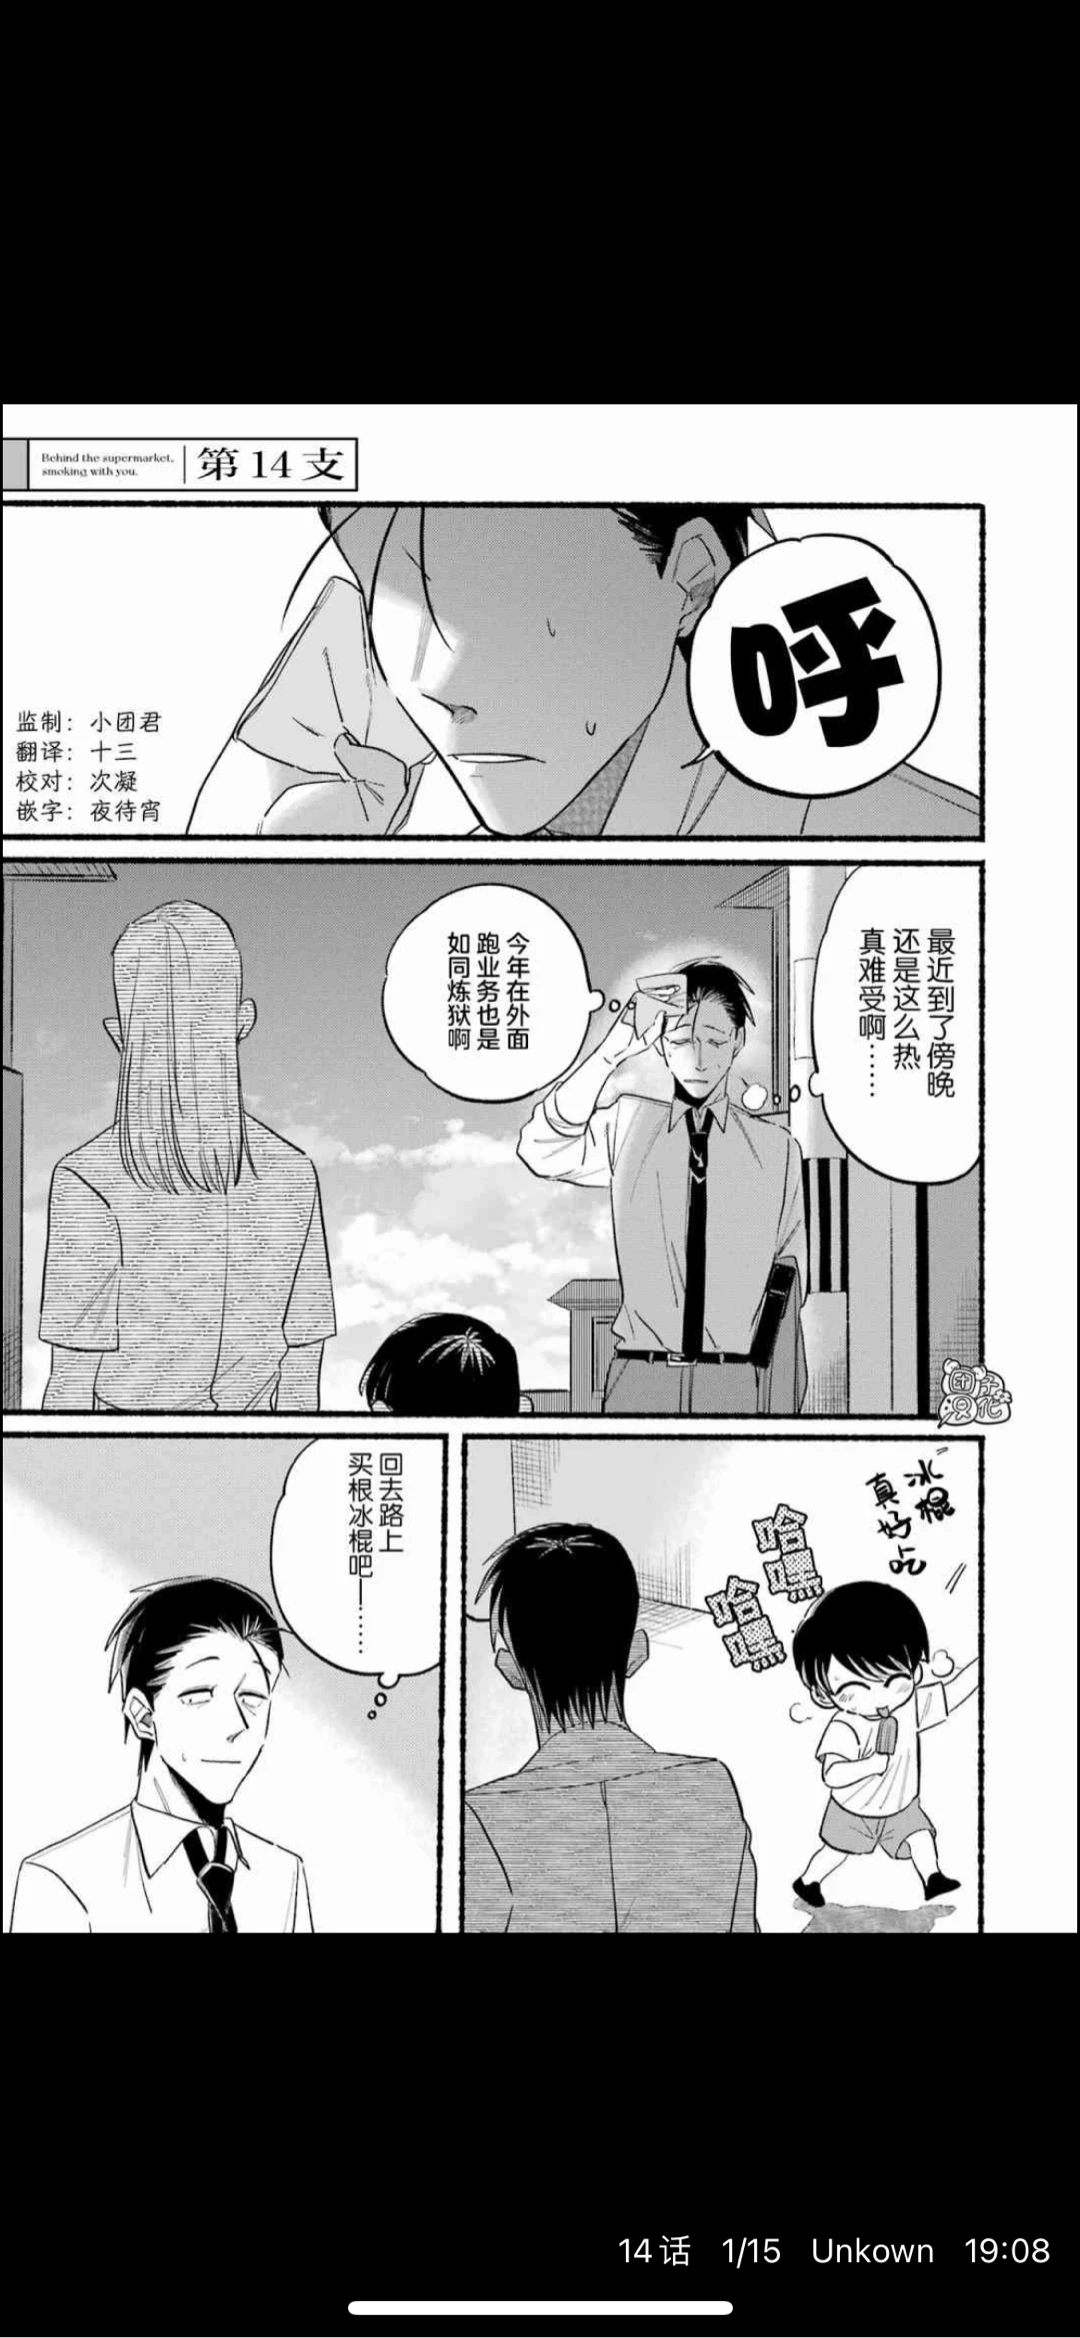 Behind the supermarket,
smoking with you.
第14支
呼
监制：小团君
翻译：十三
校对：次凝
嵌字：夜待宵
最近到了傍晚
还是这么热
真难受啊……
今年在外面
跑业务也是
如同炼狱啊
冰棍
真好吃
哈嘿
哈嘿
回去路上
买根冰棍吧——……
14话 1/15 Unkown 19:08